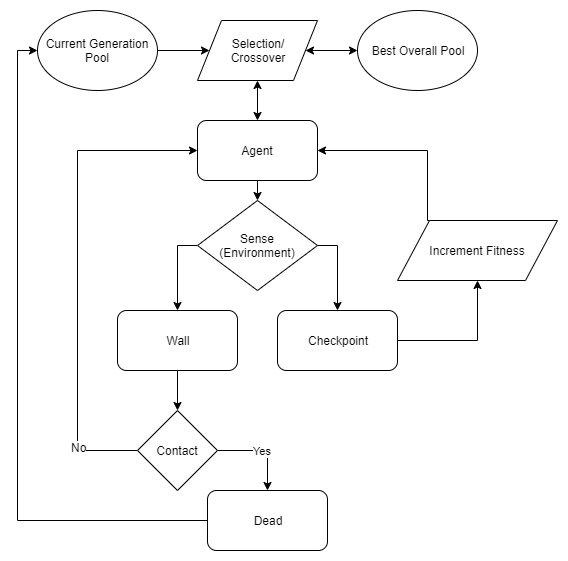 Current Generation
Pool
Selection/
Crossover
Best Overall Pool
Agent
Sense
(Environment)
Increment Fitness
Wall
Checkpoint
No
Contact
Yes
Dead